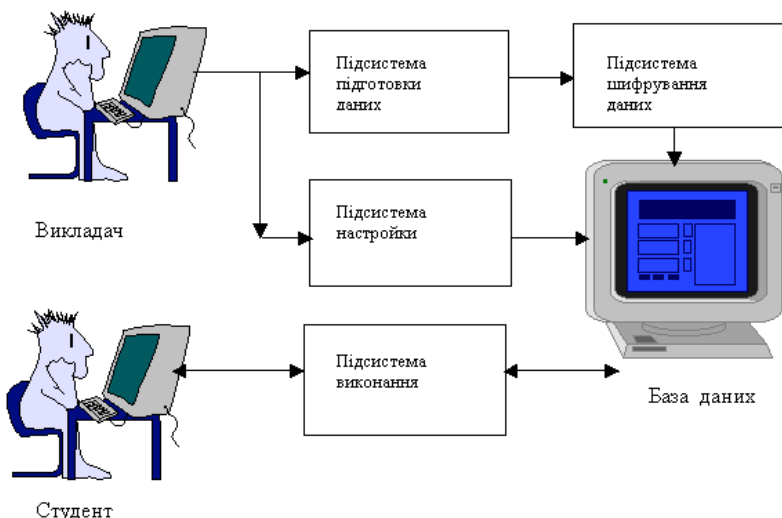 Підсистема
підготовки
даних
Підсистема
шифрування
даних
Викладач
Підсистема
настройки
Підсистема
виконання
База даних
Студент